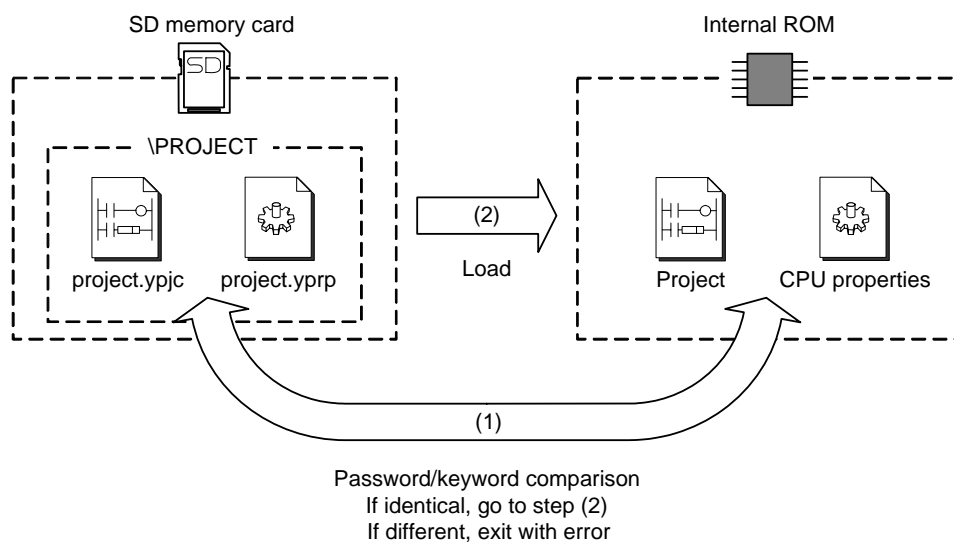 SD memory card
Internal ROM
SD
\PROJECT
(2)
Load
project.ypjc
project.yprp
Project
CPU properties
(1)
Password/keyword comparison
If identical, go to step (2)
If different, exit with error